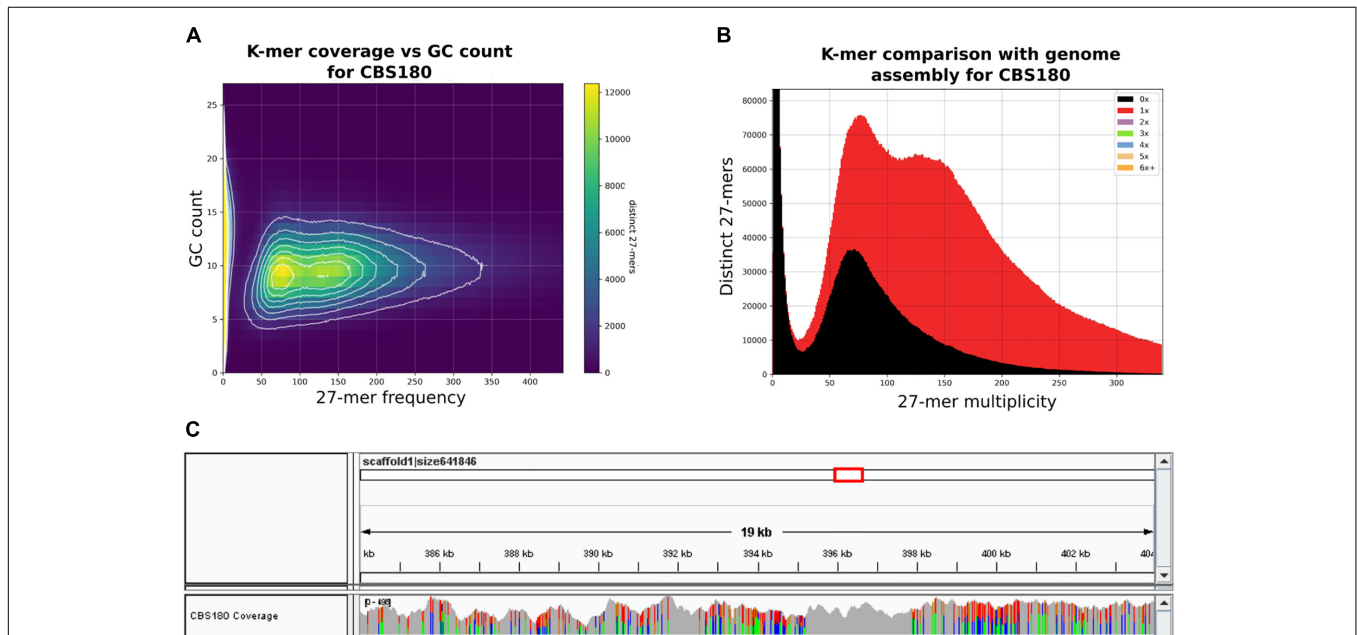 A
K-mer coverage vs GC count
for CBS180
25
20
15
10
5
0
GC count
0 50 100 150 200 250 300 350 400
27-mer frequency
12000
10000
8000
6000
4000
2000
0
distinct 27-mers
B
K-mer comparison with genome
assembly for CBS180
80000
70000
60000
50000
40000
30000
20000
10000
0
Distinct 27-mers
0x
1x
2x
3x
4x
5x
6x+
0 50 100 150 200 250 300
27-mer multiplicity
C
scaffold1|size641846
19 kb
kb 386 kb 388 kb 390 kb 392 kb 394 kb 396 kb 398 kb 400 kb 402 kb 404
CBS180 Coverage